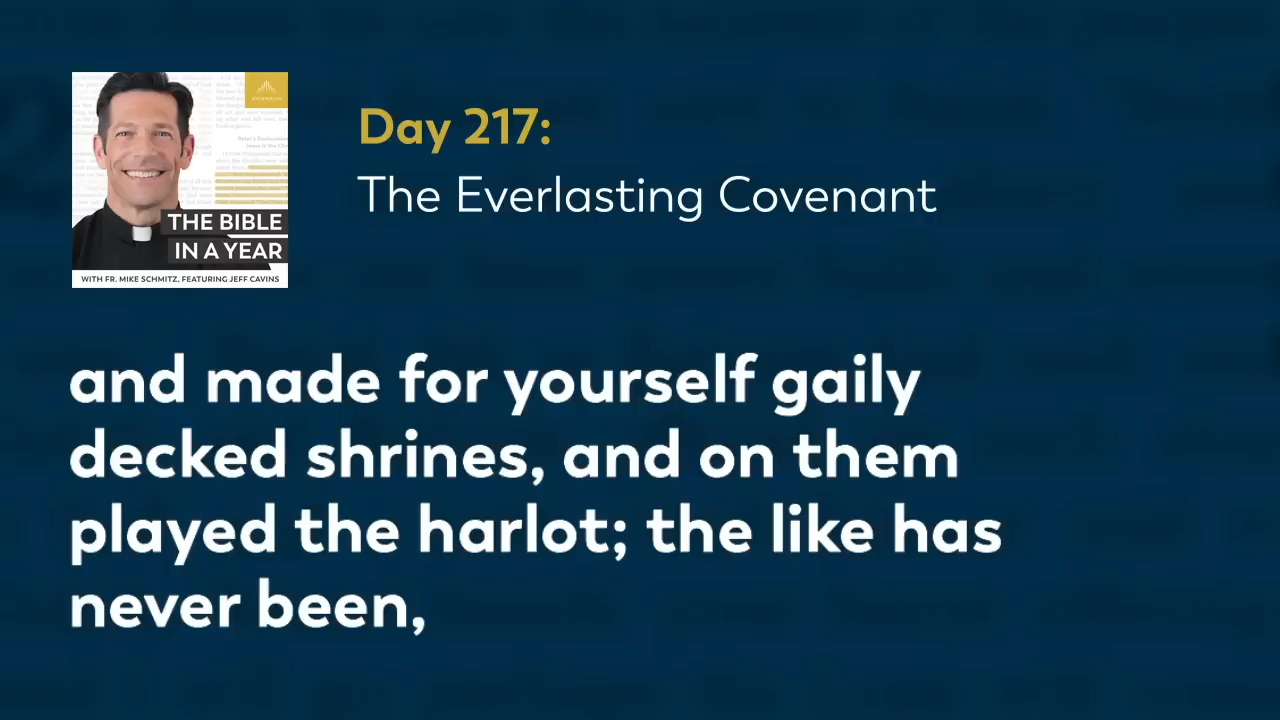 Day 217:
The Everlasting Covenant
THE BIBLE
IN A YEAR
WITH FR. MIKE SCHMITZ, FEATURING JEFF CAVINS
and made for yourself gaily
decked shrines, and on them
played the harlot; the like has
never been,